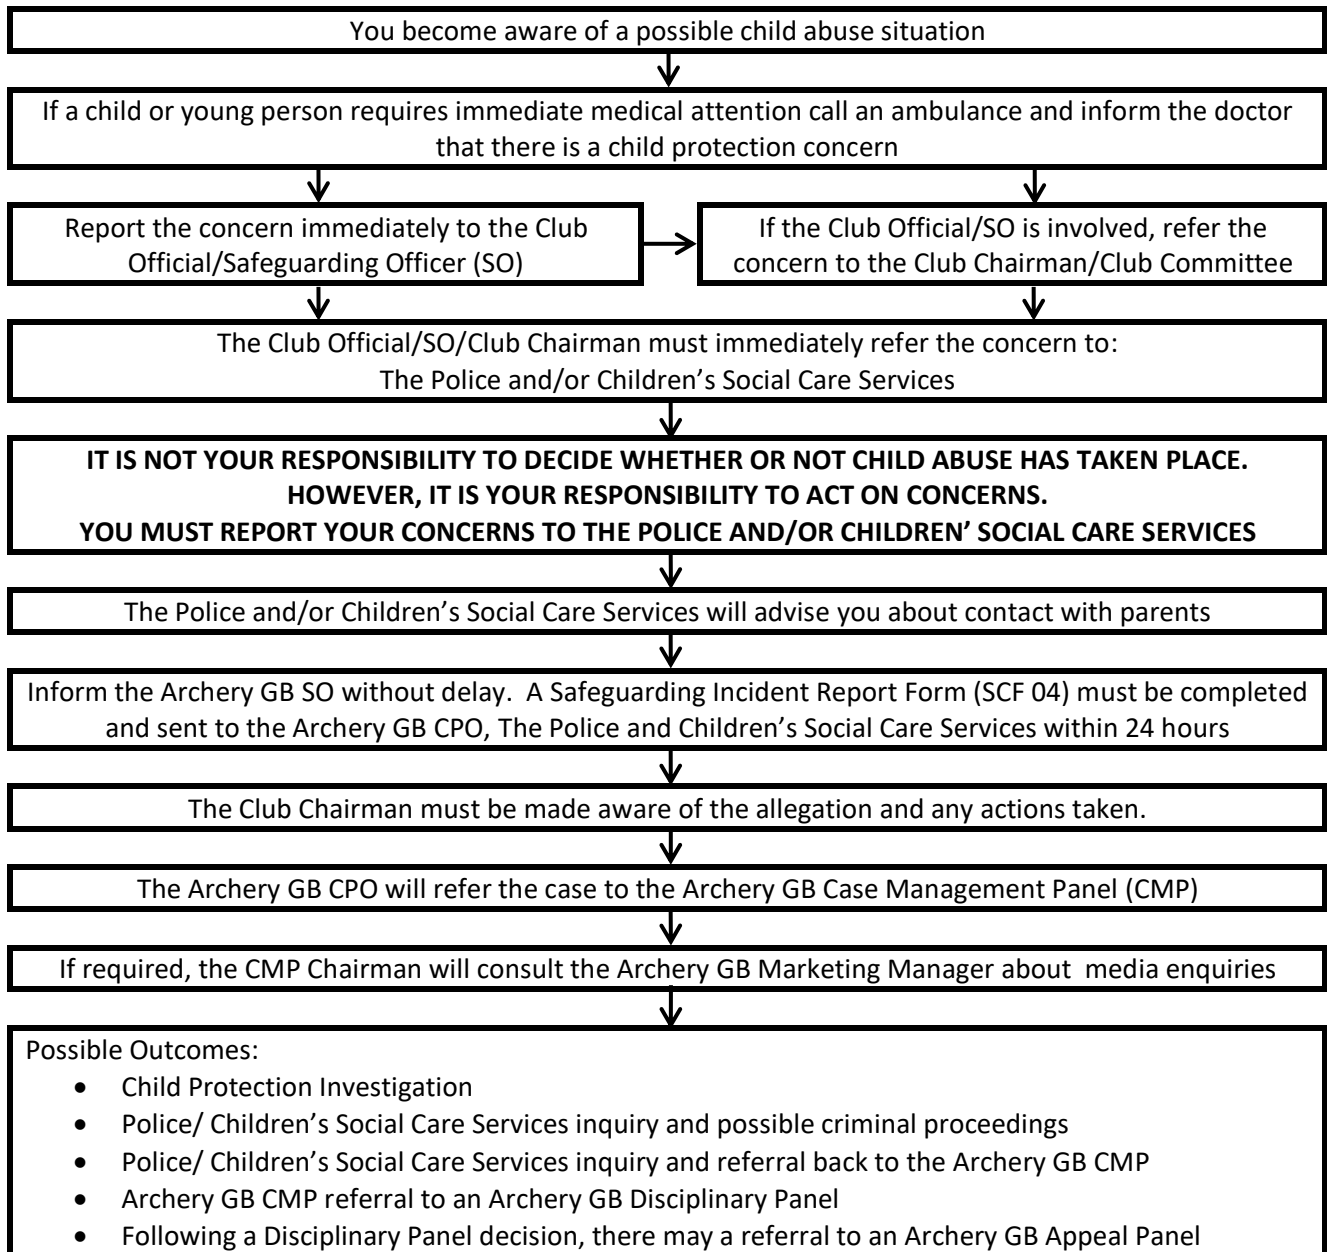 You become aware of a possible child abuse situation
If a child or young person requires immediate medical attention call an ambulance and inform the doctor
that there is a child protection concern
Report the concern immediately to the Club
Official/Safeguarding Officer (SO)
If the Club Official/SO is involved, refer the
concern to the Club Chairman/Club Committee
The Club Official/SO/Club Chairman must immediately refer the concern to:
The Police and/or Children’s Social Care Services
IT IS NOT YOUR RESPONSIBILITY TO DECIDE WHETHER OR NOT CHILD ABUSE HAS TAKEN PLACE.
HOWEVER, IT IS YOUR RESPONSIBILITY TO ACT ON CONCERNS.
YOU MUST REPORT YOUR CONCERNS TO THE POLICE AND/OR CHILDREN’ SOCIAL CARE SERVICES
The Police and/or Children’s Social Care Services will advise you about contact with parents
Inform the Archery GB SO without delay.  A Safeguarding Incident Report Form (SCF 04) must be completed
and sent to the Archery GB CPO, The Police and Children’s Social Care Services within 24 hours
The Club Chairman must be made aware of the allegation and any actions taken.
The Archery GB CPO will refer the case to the Archery GB Case Management Panel (CMP)
If required, the CMP Chairman will consult the Archery GB Marketing Manager about  media enquiries
Possible Outcomes:
• Child Protection Investigation
• Police/ Children’s Social Care Services inquiry and possible criminal proceedings
• Police/ Children’s Social Care Services inquiry and referral back to the Archery GB CMP
• Archery GB CMP referral to an Archery GB Disciplinary Panel
• Following a Disciplinary Panel decision, there may a referral to an Archery GB Appeal Panel